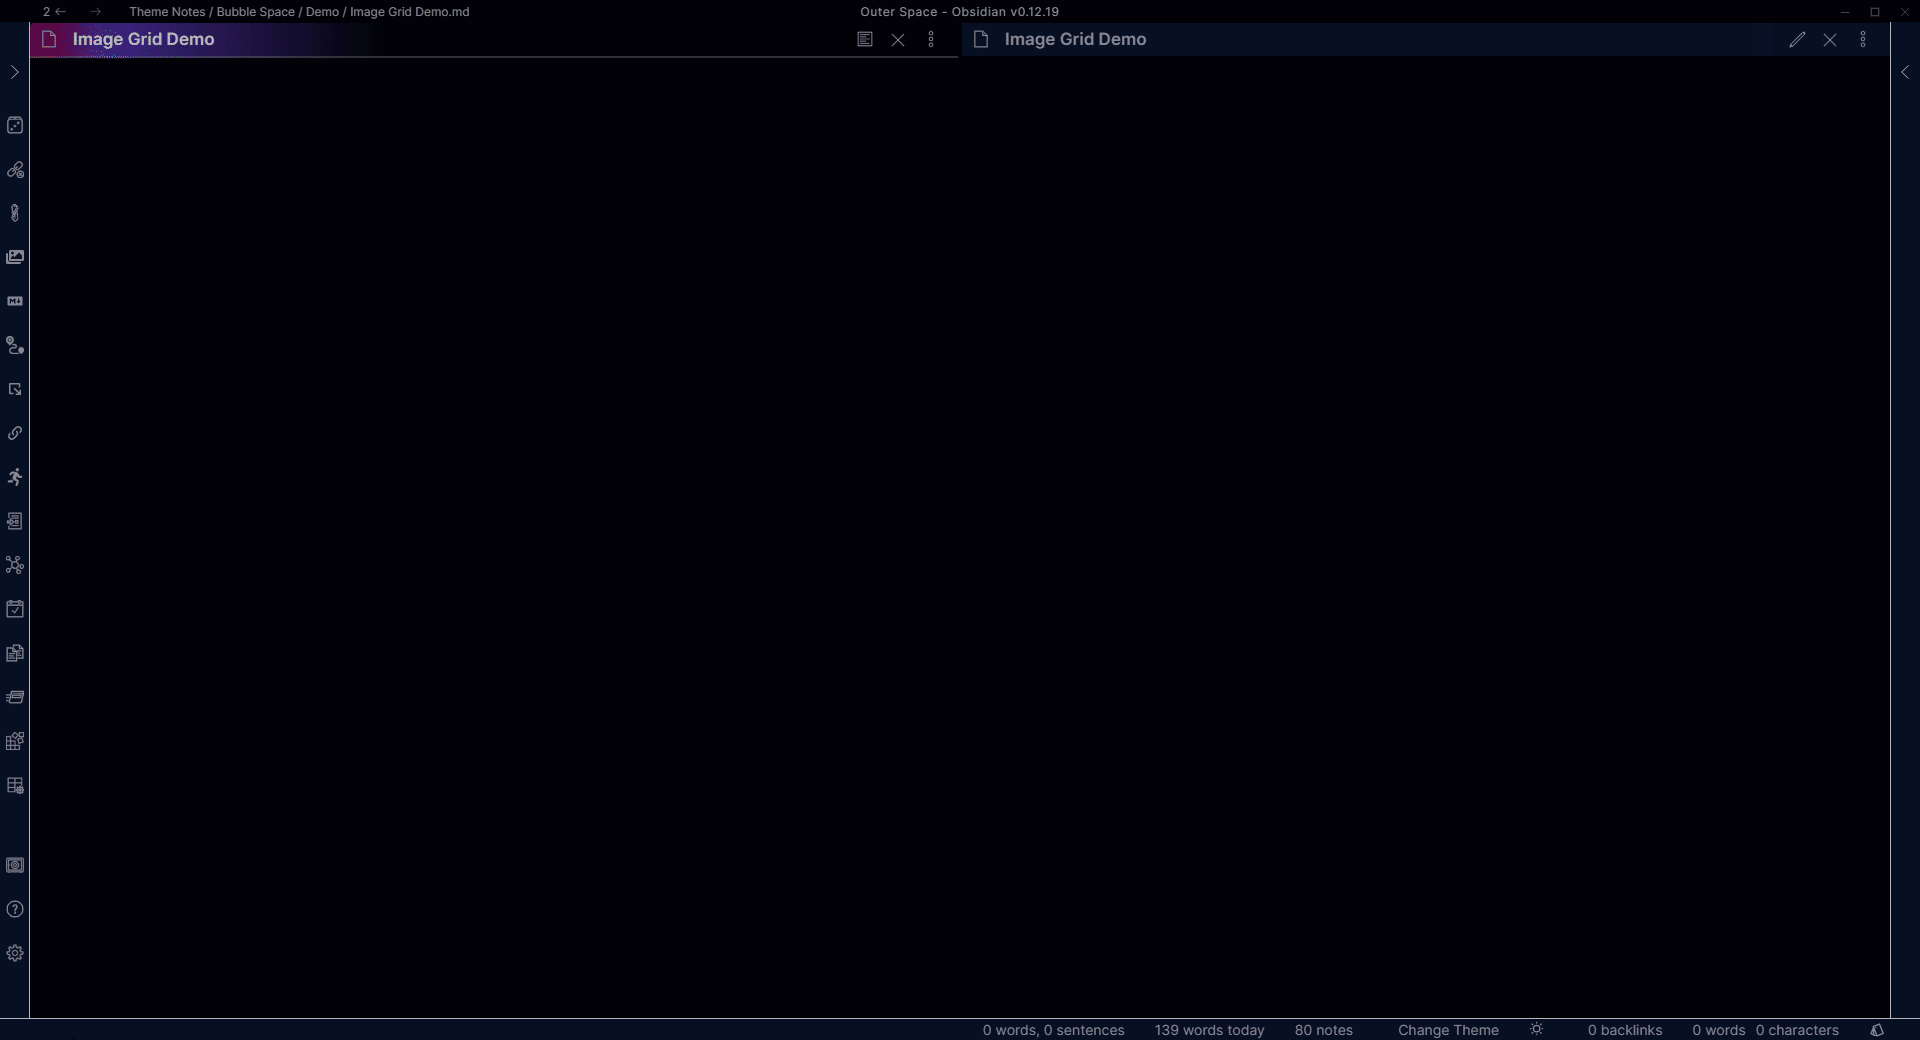 2 Theme Notes / Bubble Space / Demo / Image Grid Demo.md Outer Space - Obsidian v0.12.19
Image Grid Demo
Image Grid Demo
0 words, 0 sentences 139 words today 80 notes Change Theme 0 backlinks 0 words 0 characters